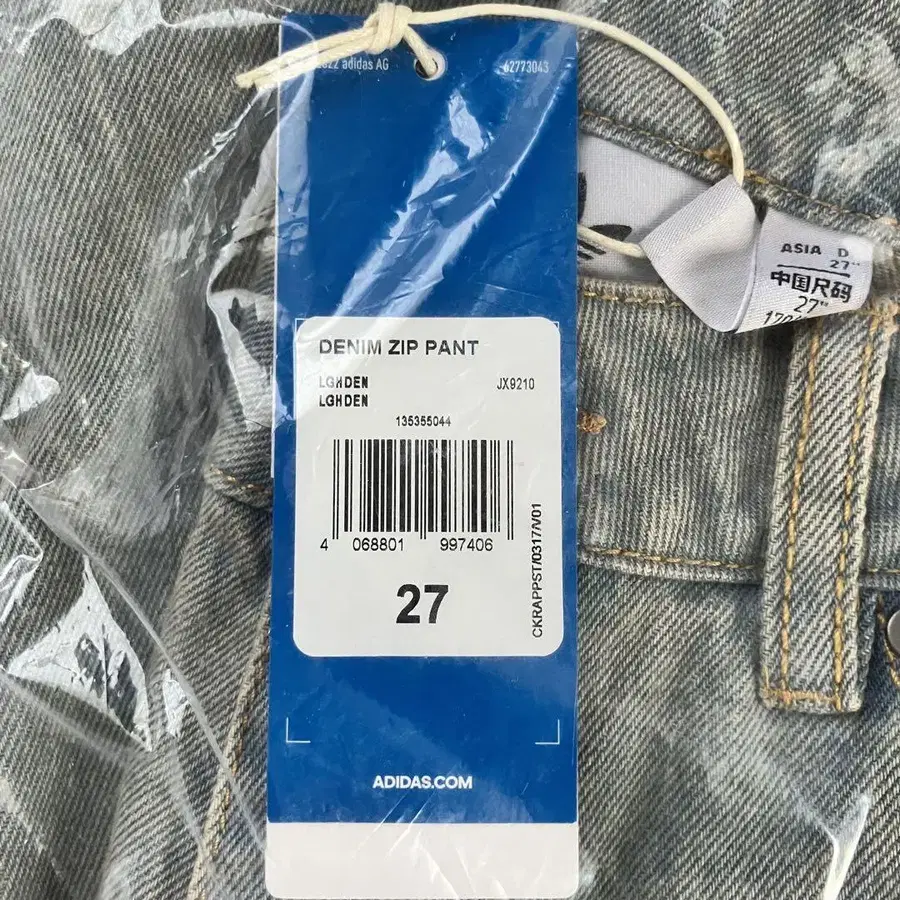 adidas AG
62773043
DENIM ZIP PANT
LGHDEN
JX9210
LGHDEN
135355044
4 068801 997406
27
CKRAPPST/0317/V01
ADIDAS.COM
ASIA D
27"
中国尺码
27"